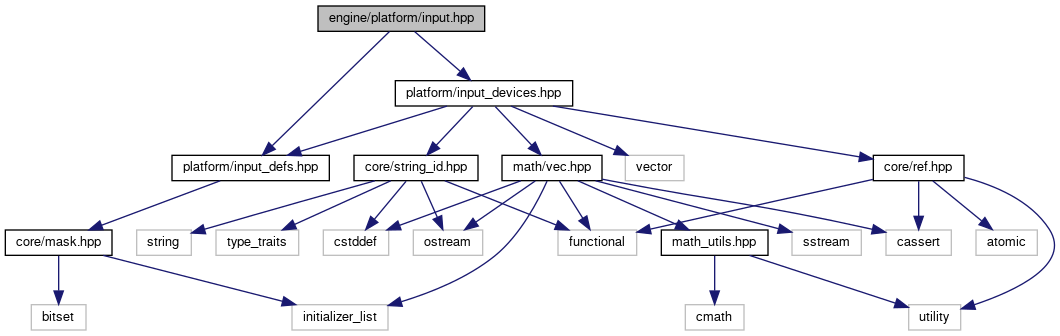 engine/platform/input.hpp
platform/input_devices.hpp
platform/input_defs.hpp
core/string_id.hpp
math/vec.hpp
vector
core/ref.hpp
core/mask.hpp
string
type_traits
cstddef
ostream
functional
math_utils.hpp
sstream
cassert
atomic
bitset
initializer_list
cmath
utility